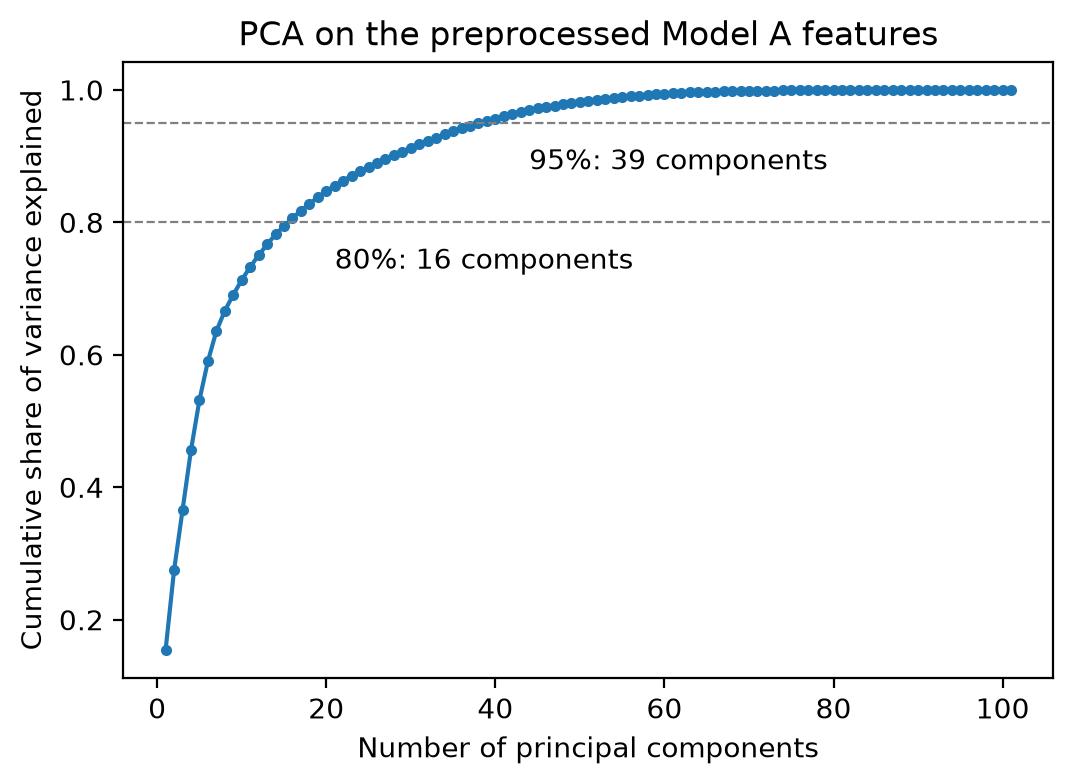 PCA on the preprocessed Model A features
Cumulative share of variance explained
1.0
0.8
0.6
0.4
0.2
95%: 39 components
80%: 16 components
0 20 40 60 80 100
Number of principal components